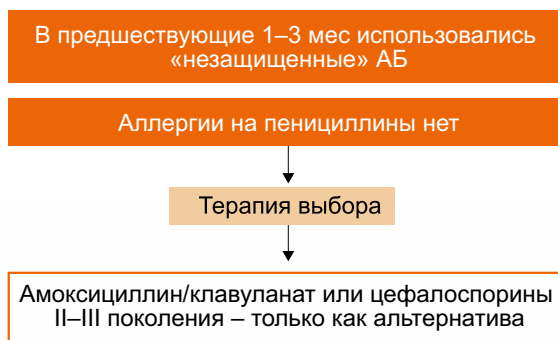 В предшествующие 1–3 мес использовались
«незащищенные» АБ
Аллергии на пенициллины нет
Терапия выбора
Амоксициллин/клавуланат или цефалоспорины
II–III поколения – только как альтернатива